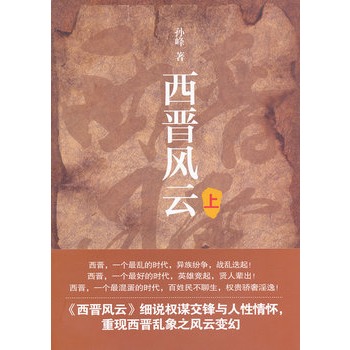 孙峰 著
西晋风云
上
西晋，一个最乱的时代，异族纷争，战乱迭起！
西晋，一个最好的时代，英雄竞起，贤人辈出！
西晋，一个最混蛋的时代，百姓民不聊生，权贵骄奢淫逸！
《西晋风云》细说权谋交锋与人性情怀，
重现西晋乱象之风云变幻